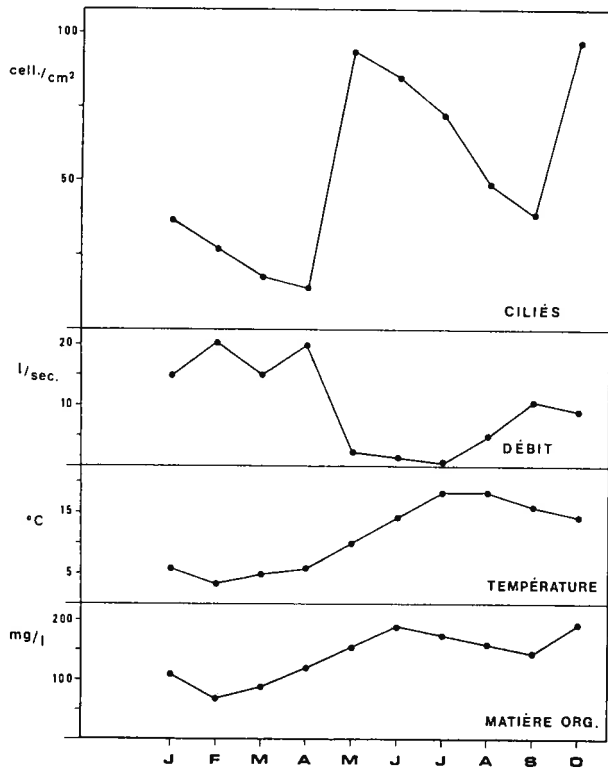 100
cell./cm²
50
CILIÉS
20
l/sec.
10
DÉBIT
°C
15
5
TEMPÉRATURE
200
mg/l
100
MATIÈRE ORG.
J F M A M J J A S O